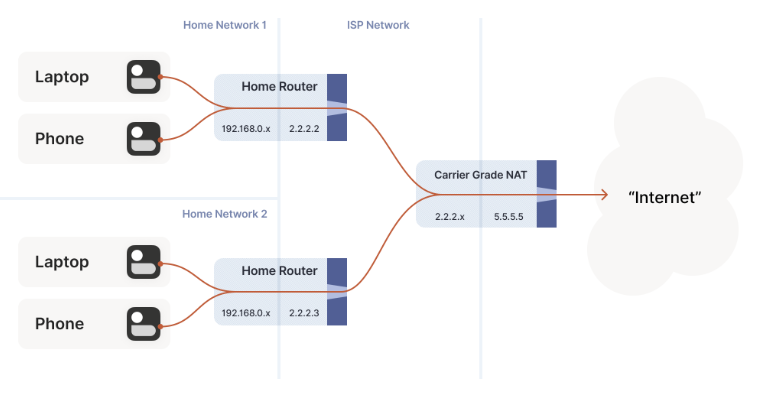 Home Network 1
ISP Network
Laptop
Phone
Home Router
192.168.0.x
2.2.2.2
Carrier Grade NAT
2.2.2.x
5.5.5.5
“Internet”
Home Network 2
Laptop
Phone
Home Router
192.168.0.x
2.2.2.3